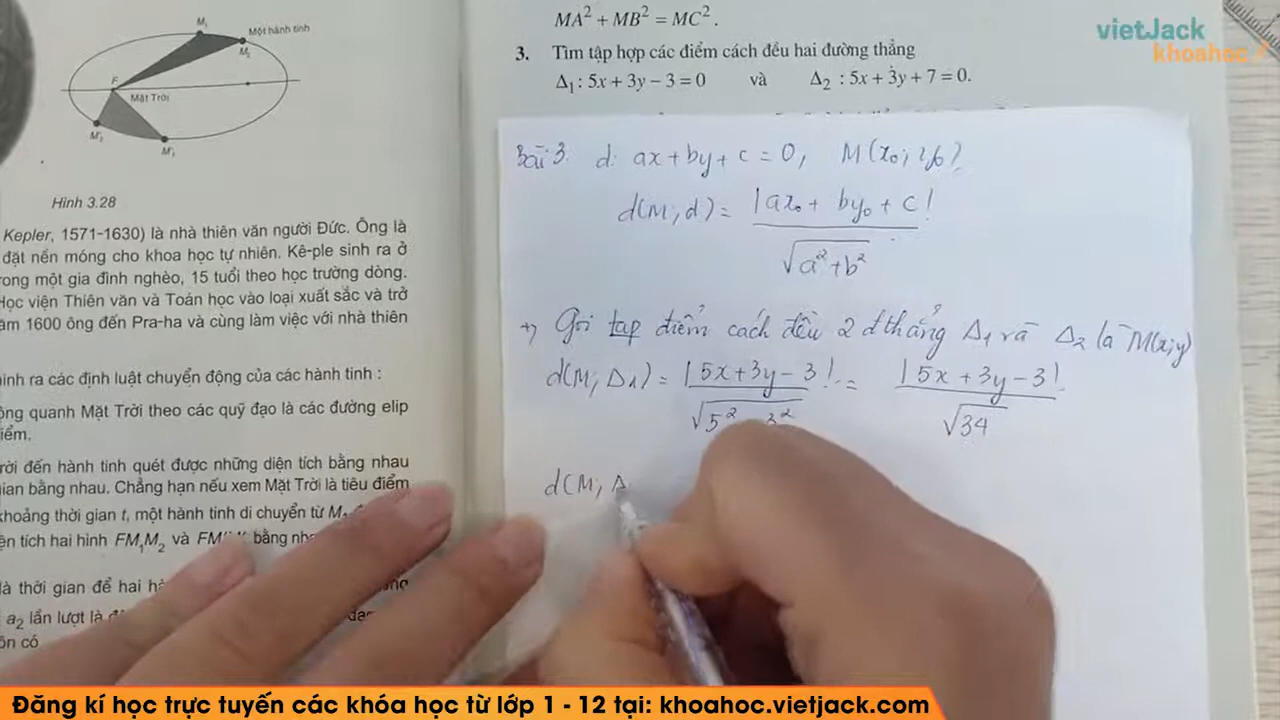 M₁
Một hành tinh
M₂
F
Mặt Trời
M'₂
M'₁
Hình 3.28
Kepler, 1571-1630) là nhà thiên văn người Đức. Ông là
đặt nền móng cho khoa học tự nhiên. Kê-ple sinh ra ở
rong một gia đình nghèo, 15 tuổi theo học trường dòng.
Học viện Thiên văn và Toán học vào loại xuất sắc và trở
ăm 1600 ông đến Pra-ha và cùng làm việc với nhà thiên
inh ra các định luật chuyển động của các hành tinh :
ộng quanh Mặt Trời theo các quỹ đạo là các đường elip
iểm.
rời đến hành tinh quét được những diện tích bằng nhau
gian bằng nhau. Chẳng hạn nếu xem Mặt Trời là tiêu điểm
khoảng thời gian t, một hành tinh di chuyển từ M₁
ện tích hai hình FM₁M₂ và bằng
là thời gian để hai
a₂ lần lượt là
ôn có
MA² + MB² = MC².
3. Tìm tập hợp các điểm cách đều hai đường thẳng
Δ₁ : 5x + 3y − 3 = 0 và Δ₂ : 5x + 3y + 7 = 0.
Bài 3. d: ax + by + c = 0, M(x₀; y₀)
d(M; d) = |ax₀ + by₀ + c| / √(a² + b²)
+) Gọi tập điểm cách đều 2 đthẳng Δ₁ và Δ₂ là M(x;y)
d(M; Δ₁) = |5x + 3y − 3| / √(5² 3²) = |5x + 3y − 3| / √34
d(M; Δ
vietJack
khoahoc
Đăng kí học trực tuyến các khóa học từ lớp 1 - 12 tại: khoahoc.vietjack.com